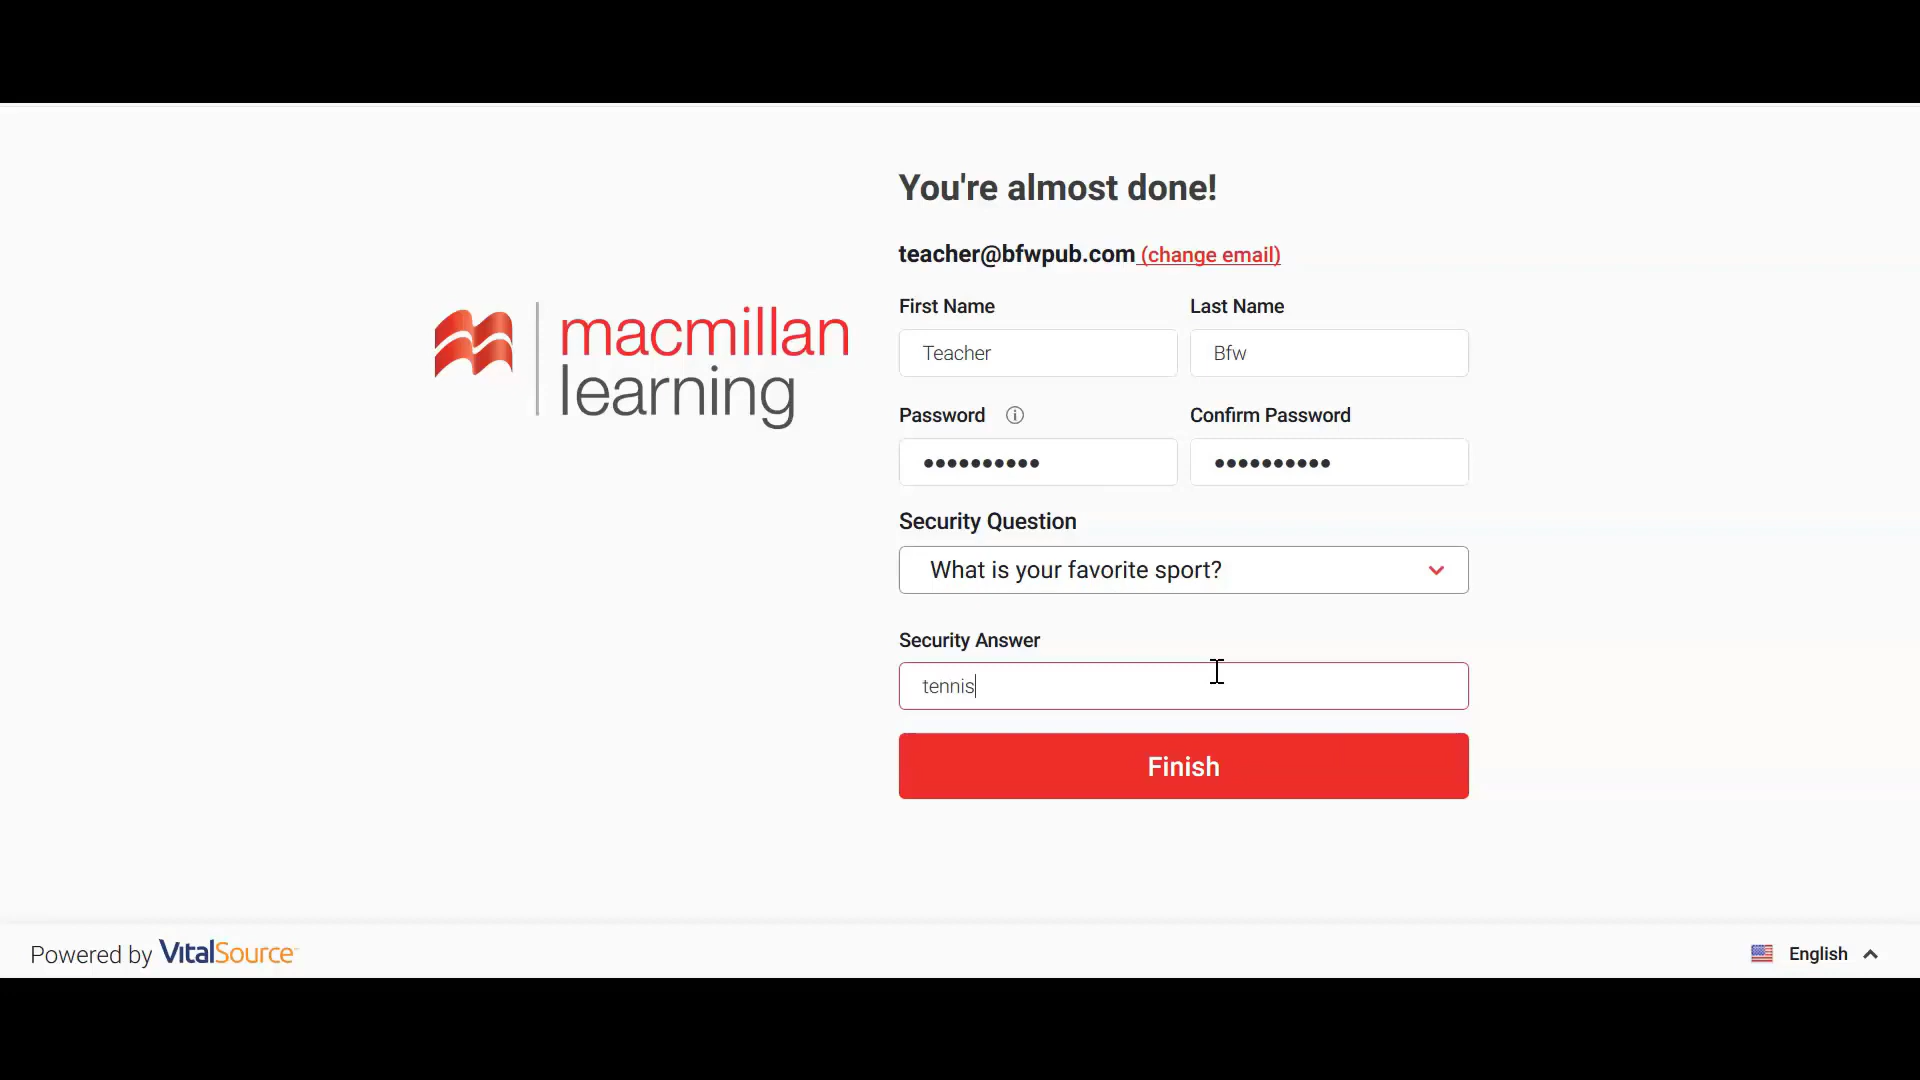 You're almost done!
teacher@bfwpub.com (change email)
First Name Last Name
Teacher Bfw
macmillan
learning
Password Confirm Password
•••••••••• ••••••••••
Security Question
What is your favorite sport?
Security Answer
tennis
Finish
Powered by VitalSource
English